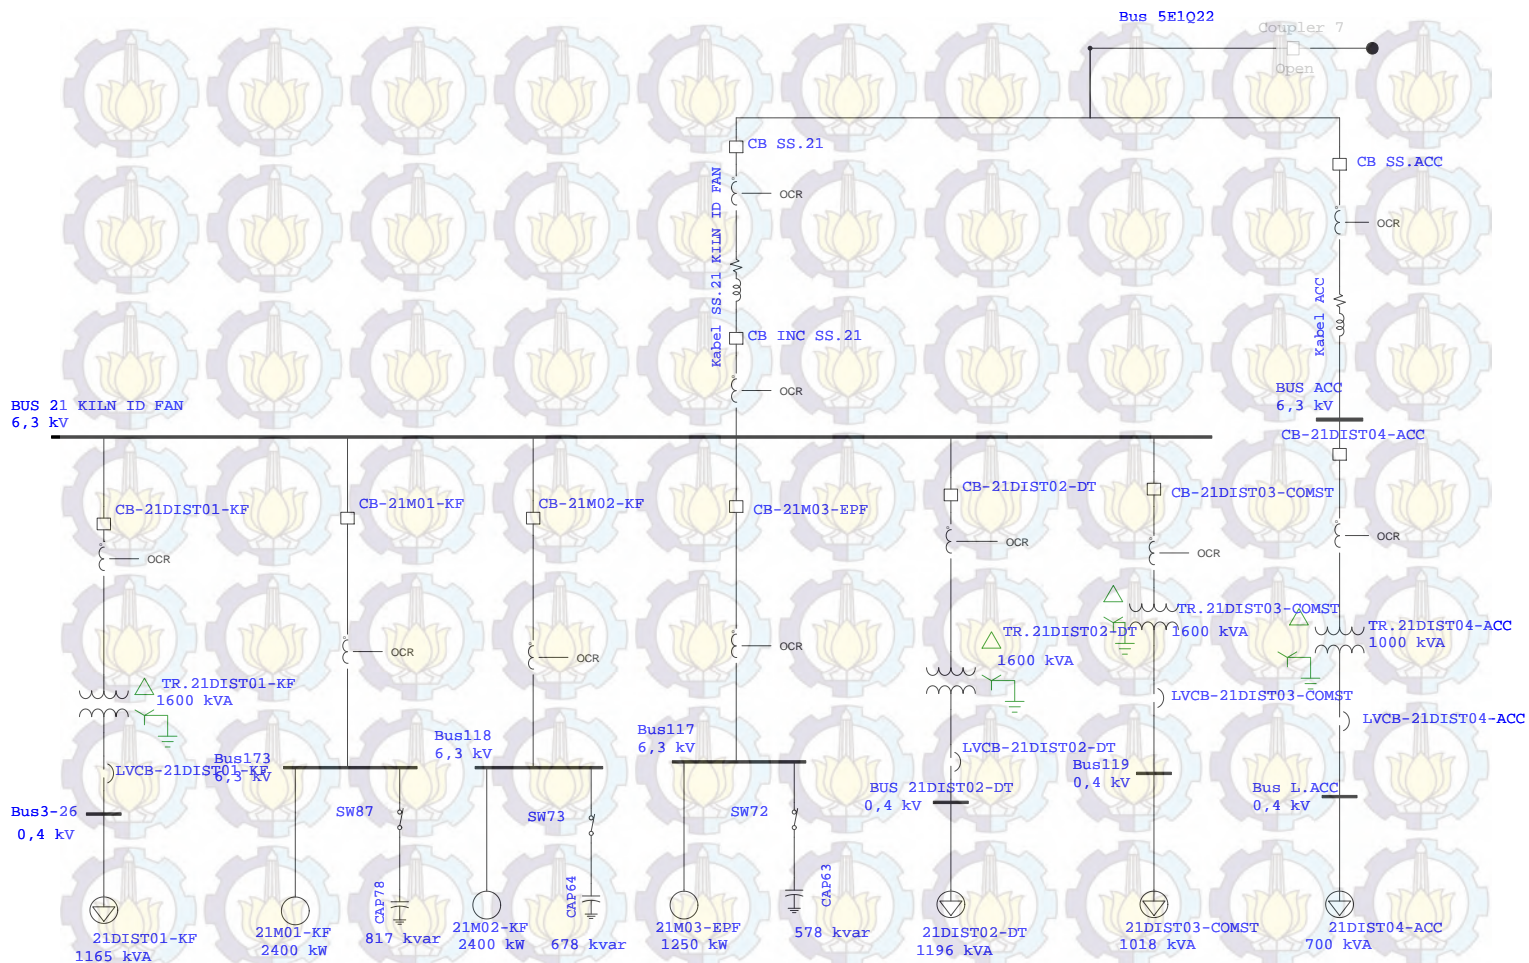 Bus 5E1Q22
Coupler 7
Open
CB SS.21
OCR
Kabel SS.21 KILN ID FAN
CB INC SS.21
OCR
CB SS.ACC
OCR
Kabel ACC
BUS ACC
6,3 kV
BUS 21 KILN ID FAN
6,3 kV
CB-21DIST01-KF
OCR
TR.21DIST01-KF
1600 kVA
LVCB-21DIST01-KF
Bus3-26
0,4 kV
21DIST01-KF
1165 kVA
CB-21M01-KF
OCR
Bus173
6,3 kV
SW87
CAP78
817 kvar
21M01-KF
2400 kW
CB-21M02-KF
OCR
Bus118
6,3 kV
SW73
CAP64
678 kvar
21M02-KF
2400 kW
CB-21M03-EPF
OCR
Bus117
6,3 kV
SW72
CAP63
578 kvar
21M03-EPF
1250 kW
CB-21DIST02-DT
OCR
TR.21DIST02-DT
1600 kVA
LVCB-21DIST02-DT
BUS 21DIST02-DT
0,4 kV
21DIST02-DT
1196 kVA
CB-21DIST03-COMST
OCR
TR.21DIST03-COMST
1600 kVA
LVCB-21DIST03-COMST
Bus119
0,4 kV
21DIST03-COMST
1018 kVA
CB-21DIST04-ACC
OCR
TR.21DIST04-ACC
1000 kVA
LVCB-21DIST04-ACC
Bus L.ACC
0,4 kV
21DIST04-ACC
700 kVA